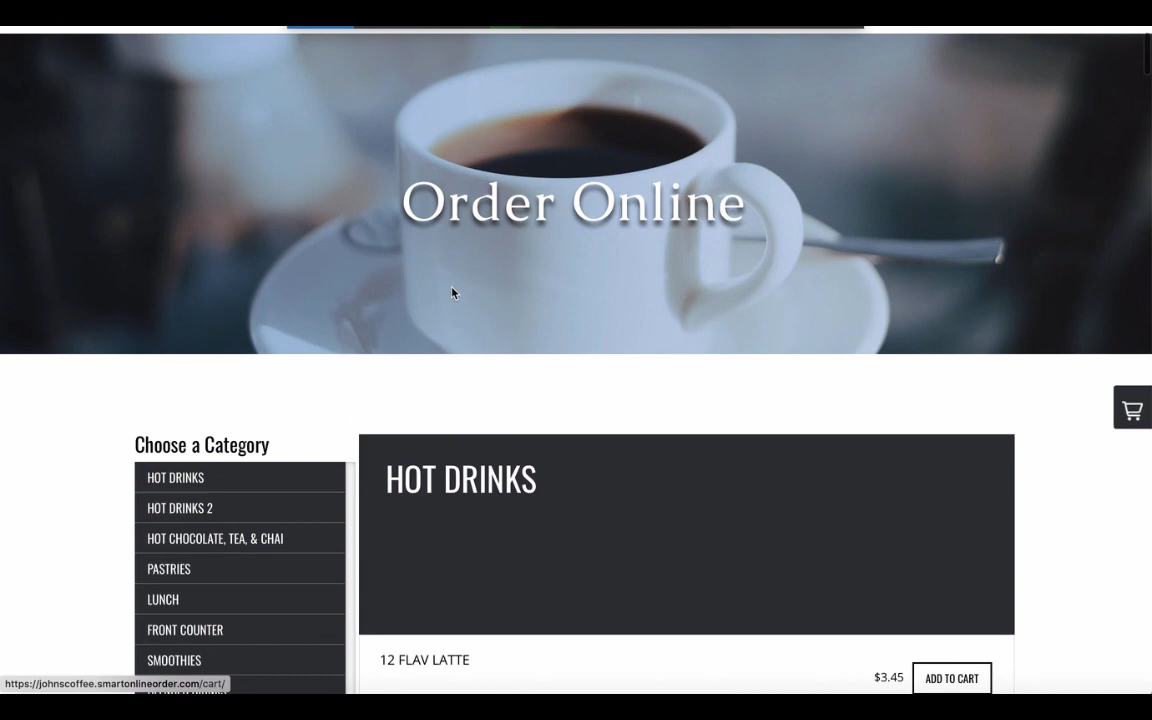 Order Online
Choose a Category
HOT DRINKS
HOT DRINKS 2
HOT CHOCOLATE, TEA, & CHAI
PASTRIES
LUNCH
FRONT COUNTER
SMOOTHIES
HOT DRINKS
12 FLAV LATTE
$3.45 ADD TO CART
https://johnscoffee.smartonlineorder.com/cart/